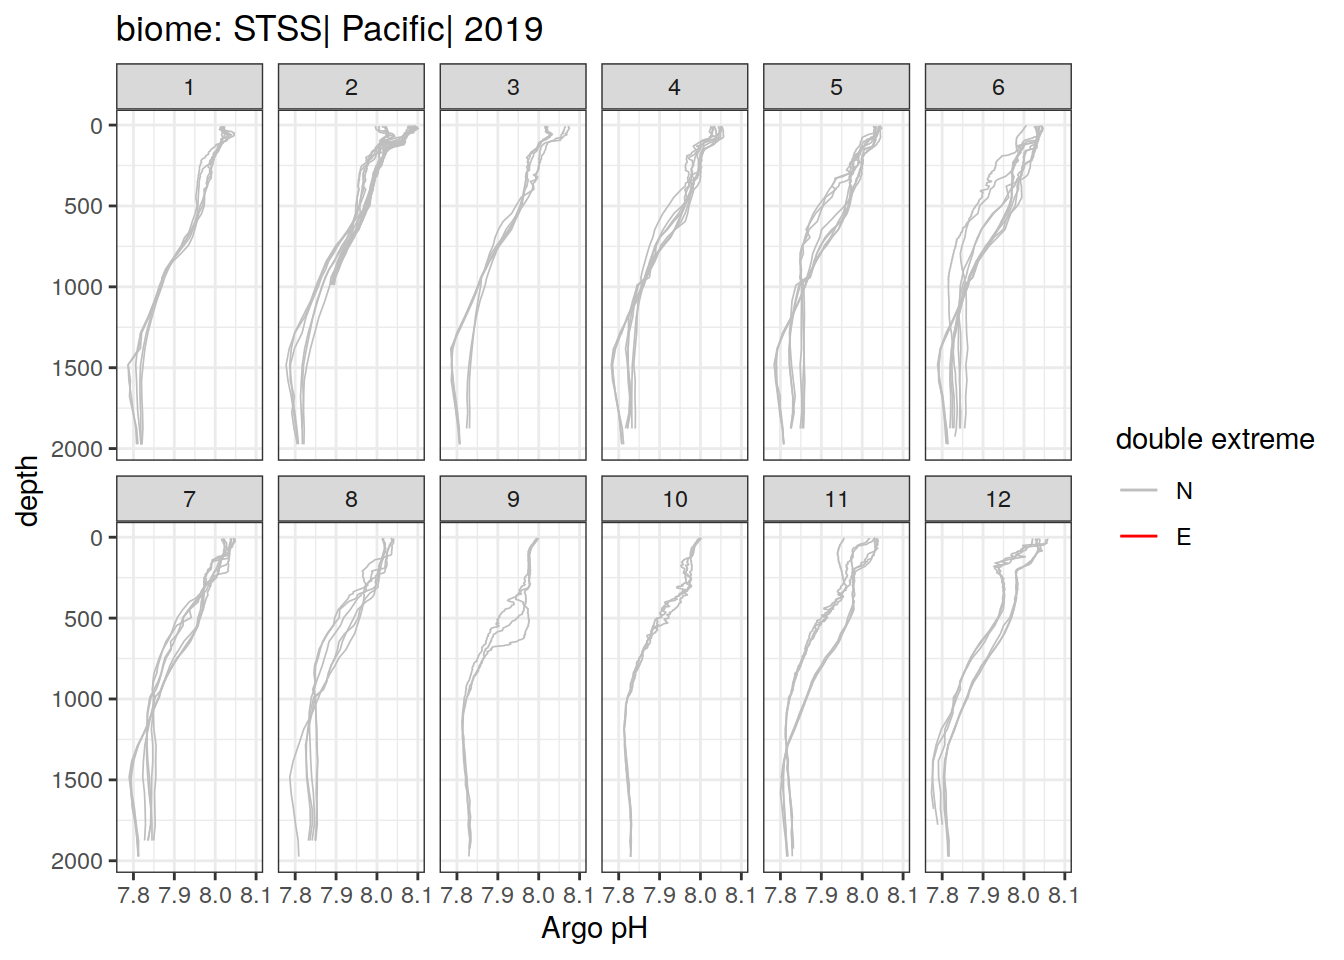 biome: STSS| Pacific| 2019
1 2 3 4 5 6
0
500
1000
1500
2000
7 8 9 10 11 12
0
500
1000
1500
2000
7.8 7.9 8.0 8.1 7.8 7.9 8.0 8.1 7.8 7.9 8.0 8.1 7.8 7.9 8.0 8.1 7.8 7.9 8.0 8.1 7.8 7.9 8.0 8.1
Argo pH
depth
double extreme
N
E